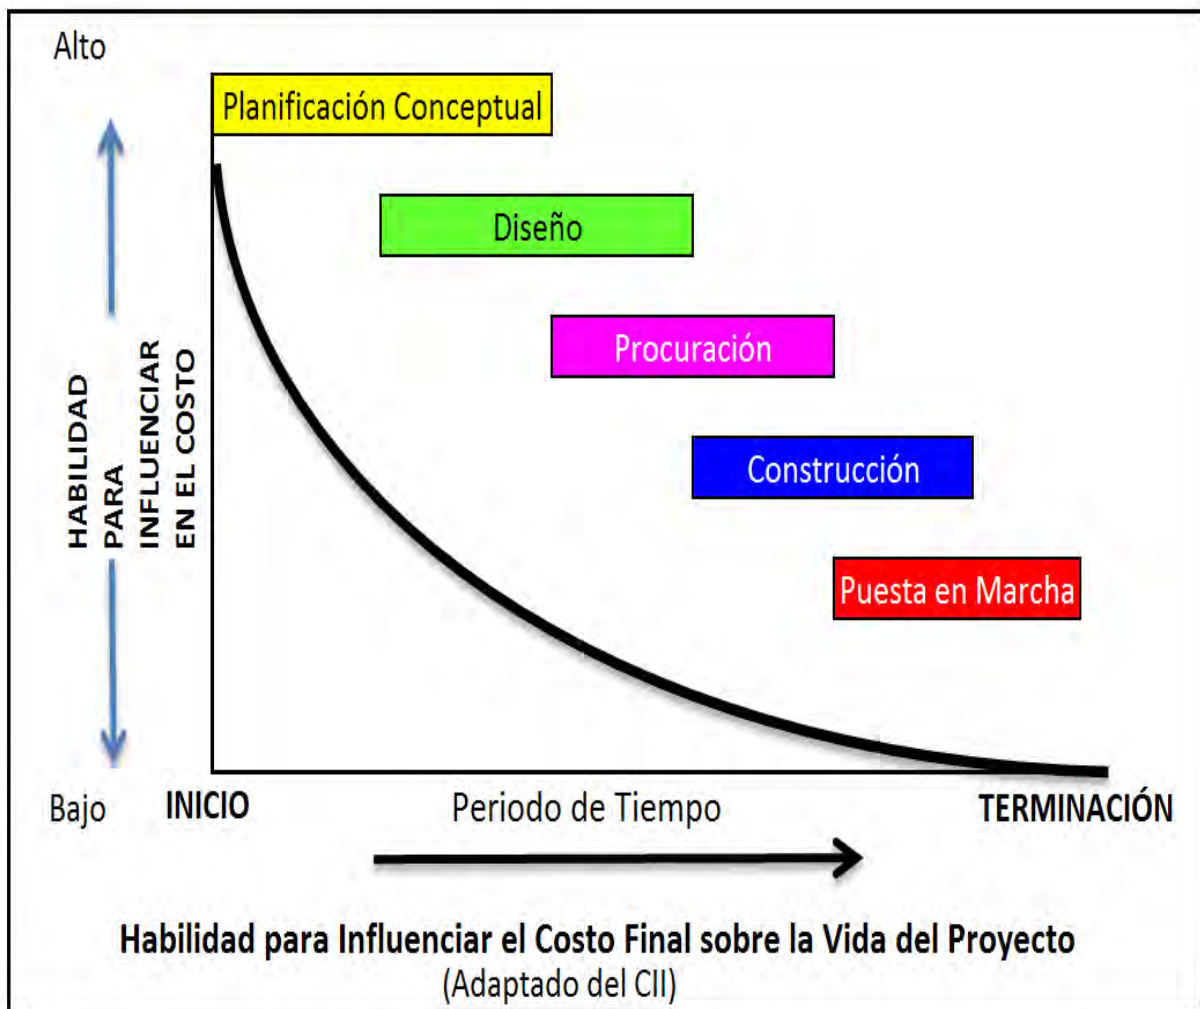 Alto
Planificación Conceptual
Diseño
Procuración
Construcción
Puesta en Marcha
HABILIDAD
PARA
INFLUENCIAR
EN EL COSTO
Bajo
INICIO
Periodo de Tiempo
TERMINACIÓN
Habilidad para Influenciar el Costo Final sobre la Vida del Proyecto
(Adaptado del CII)